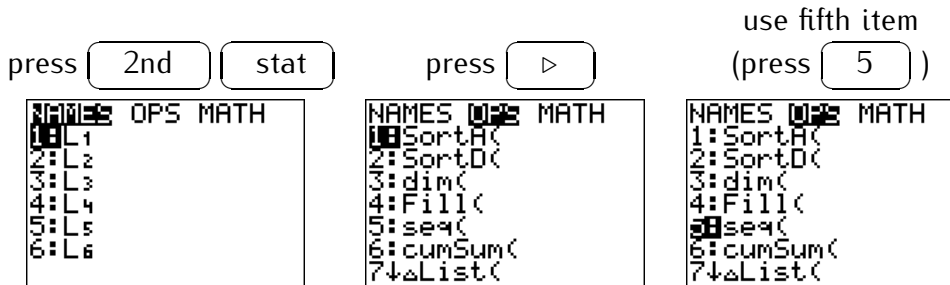 press 2nd stat
NAMES OPS MATH
1:L1
2:L2
3:L3
4:L4
5:L5
6:L6
press ▷
NAMES OPS MATH
1:SortA(
2:SortD(
3:dim(
4:Fill(
5:seq(
6:cumSum(
7↓△List(
use fifth item
(press 5 )
NAMES OPS MATH
1:SortA(
2:SortD(
3:dim(
4:Fill(
5:seq(
6:cumSum(
7↓△List(